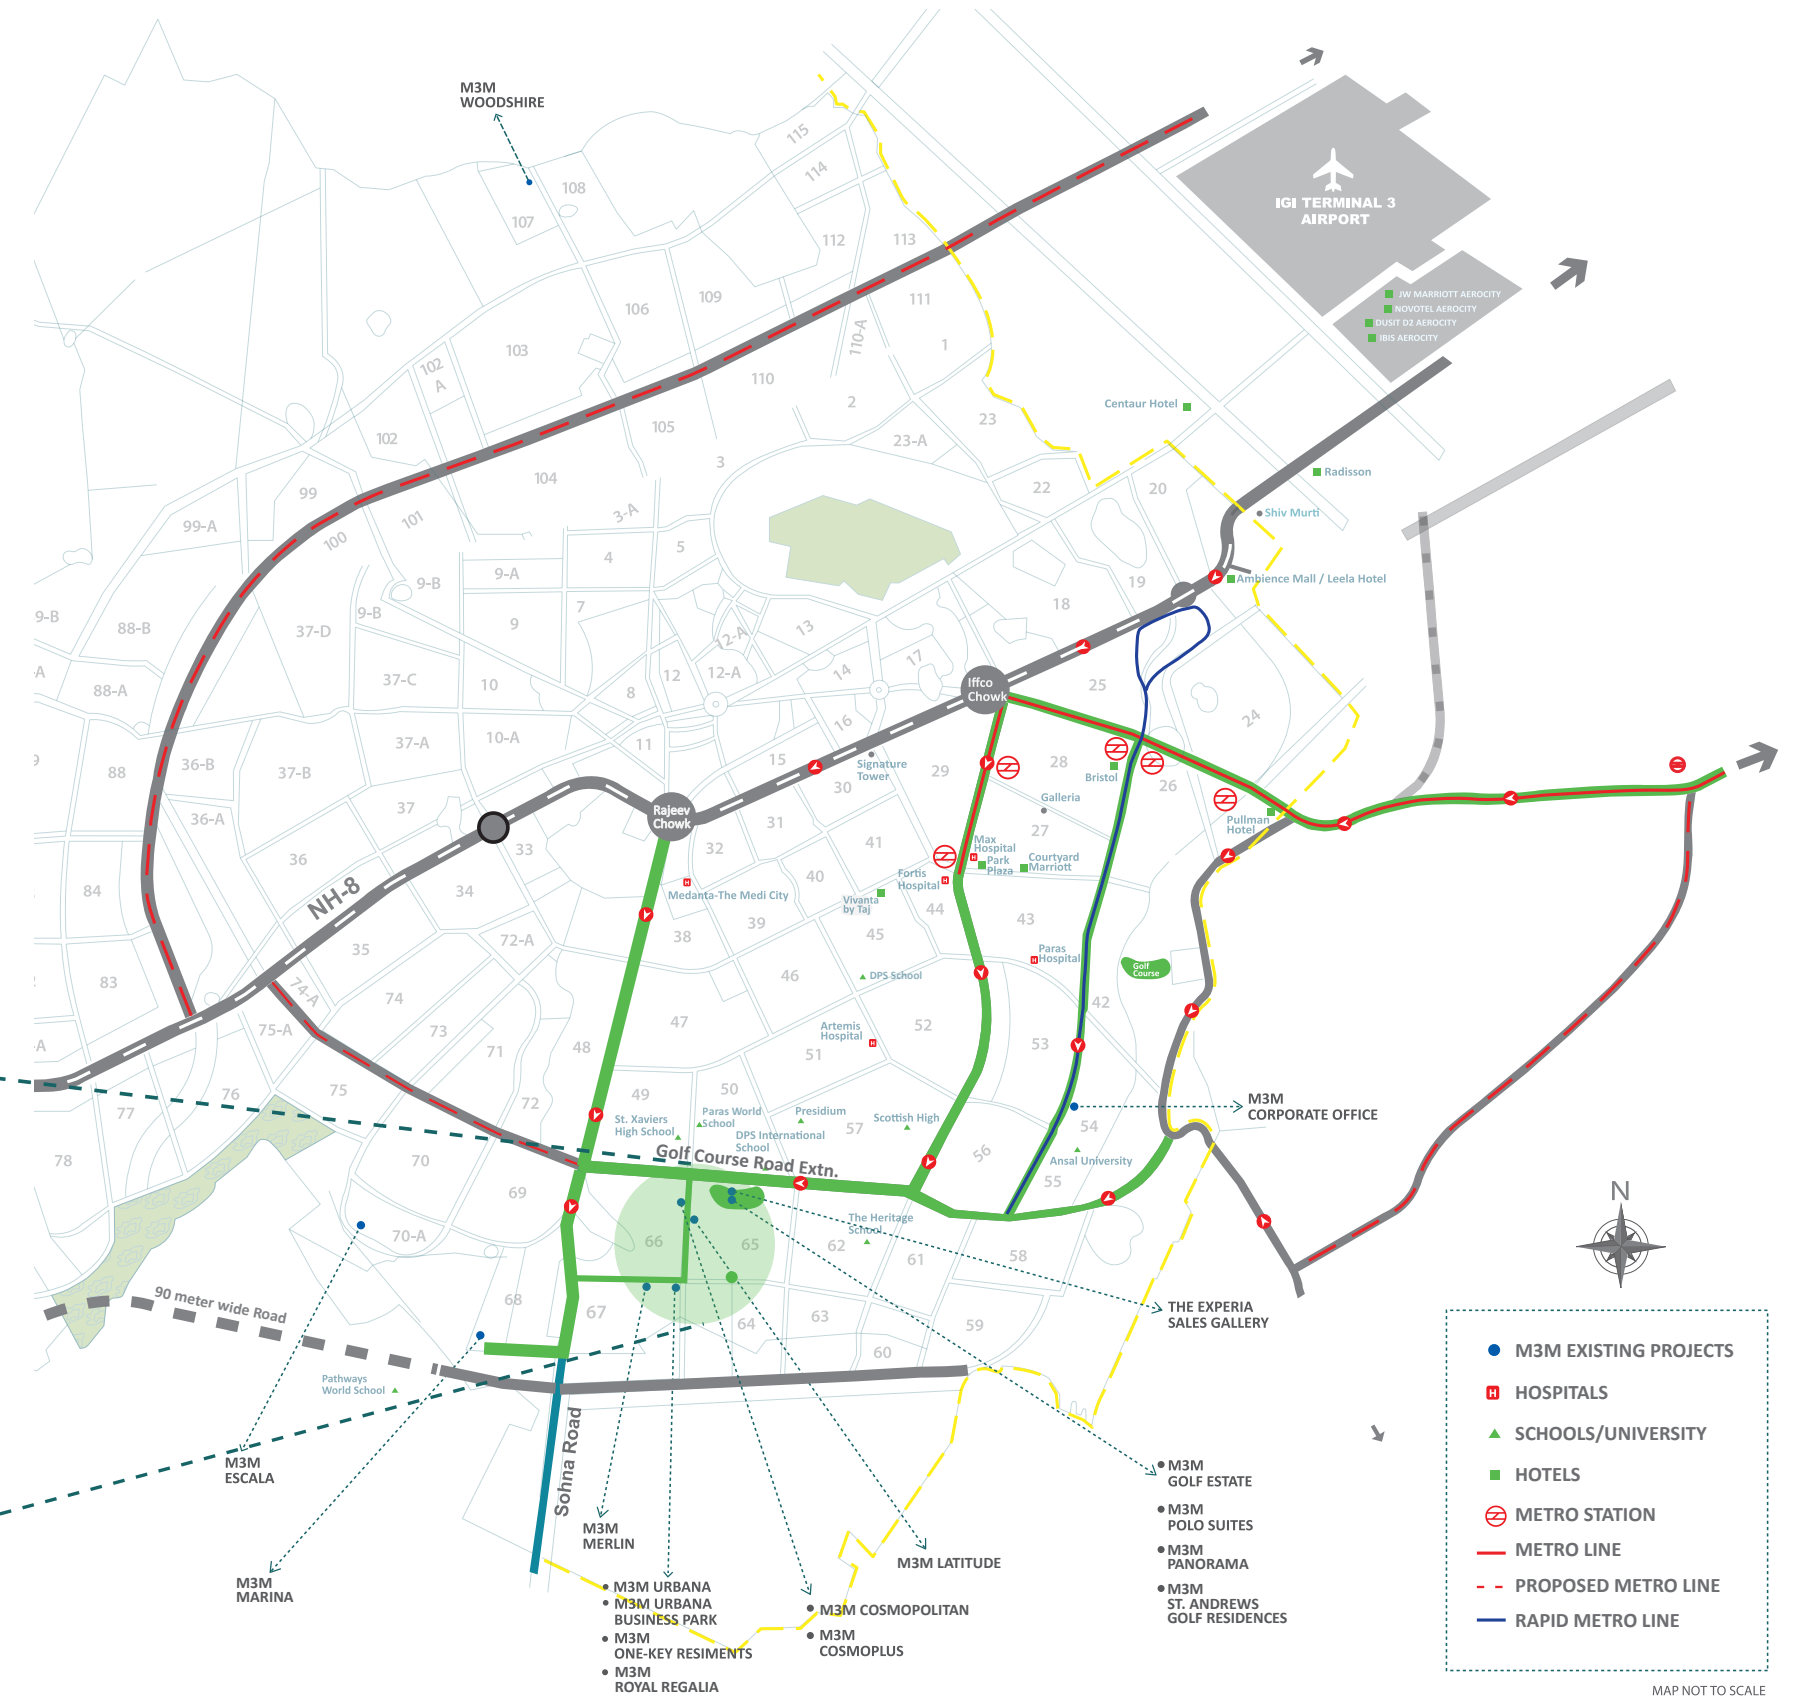 M3M
WOODSHIRE
115
114
108
107
112
113
IGI TERMINAL 3
AIRPORT
106
109
111
JW MARRIOTT AEROCITY
NOVOTEL AEROCITY
DUSIT D2 AEROCITY
IBIS AEROCITY
110-A
1
103
102
A
110
2
Centaur Hotel
102
105
23-A
23
3
104
22
20
Radisson
99
99-A
101
100
3-A
Shiv Murti
4
5
9-A
9-B
19
Ambience Mall / Leela Hotel
9-B
88-B
9-B
37-D
7
9
18
13
12-A
A
88-A
37-C
10
8
12
12-A
14
17
Iffco
Chowk
25
24
16
9
88
36-B
37-A
10-A
11
15
Signature
Tower
29
28
Bristol
37-B
30
26
36-A
37
Galleria
Rajeev
Chowk
31
27
Pullman
Hotel
36
33
32
41
Max
Hospital
Park
Plaza
Courtyard
Marriott
84
NH-8
34
40
Fortis
Hospital
Medanta-The Medi City
Vivanta
by Taj
44
43
35
72-A
38
39
45
Paras
Hospital
Golf
Course
83
74-A
74
46
DPS School
42
75-A
73
47
Artemis
Hospital
52
53
-A
71
48
51
76
75
77
72
49
50
M3M
CORPORATE OFFICE
St. Xaviers
High School
Paras World
School
Presidium
DPS International
School
57
Scottish High
54
Golf Course Road Extn.
56
Ansal University
78
70
69
55
70-A
66
65
The Heritage
School
62
61
58
N
90 meter wide Road
68
67
64
63
59
60
THE EXPERIA
SALES GALLERY
Pathways
World School
Sohna Road
M3M
ESCALA
M3M
MERLIN
M3M
MARINA
M3M URBANA
M3M URBANA
BUSINESS PARK
M3M
ONE-KEY RESIMENTS
M3M
ROYAL REGALIA
M3M COSMOPOLITAN
M3M
COSMOPLUS
M3M LATITUDE
M3M
GOLF ESTATE
M3M
POLO SUITES
M3M
PANORAMA
M3M
ST. ANDREWS
GOLF RESIDENCES
M3M EXISTING PROJECTS
H HOSPITALS
SCHOOLS/UNIVERSITY
HOTELS
METRO STATION
METRO LINE
PROPOSED METRO LINE
RAPID METRO LINE
MAP NOT TO SCALE